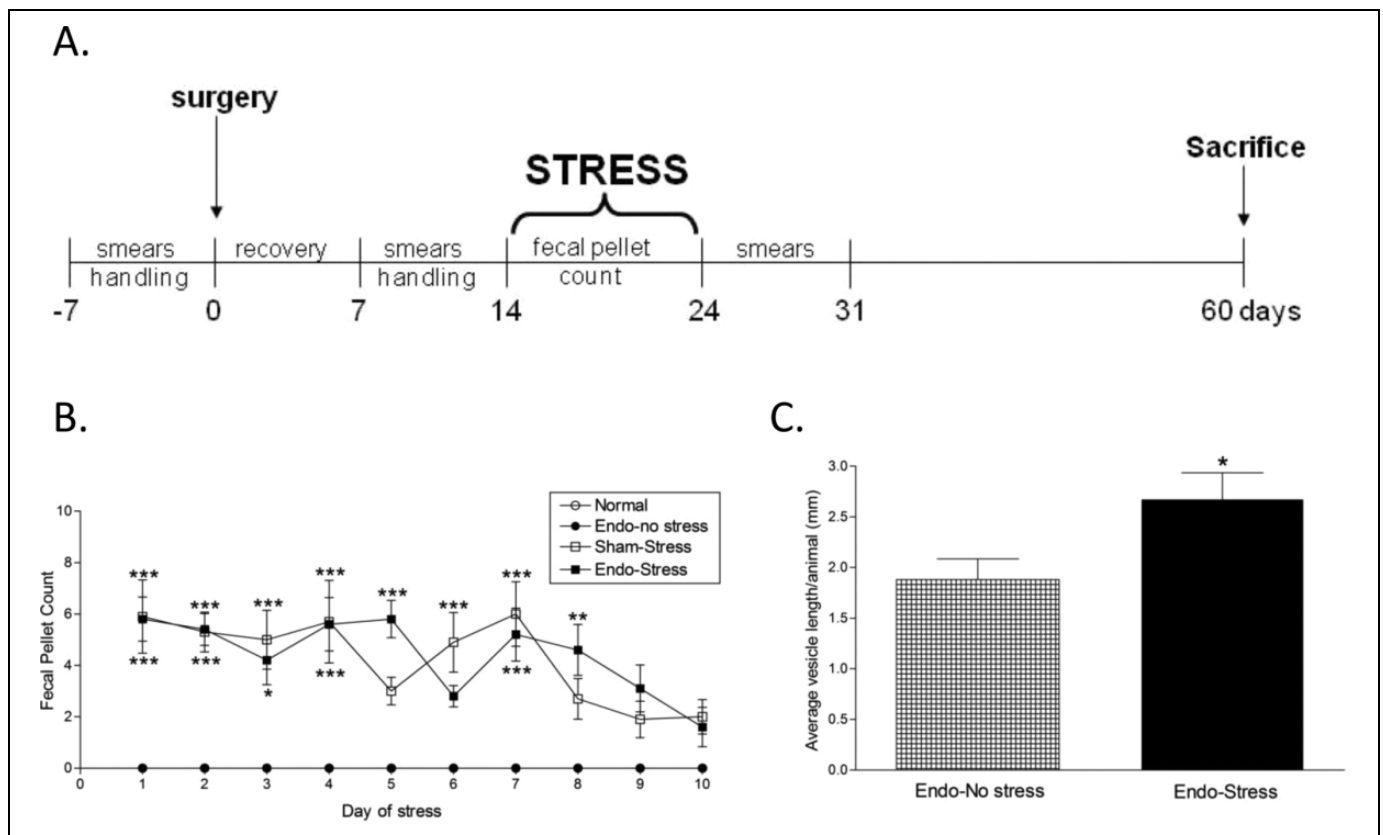 A.
surgery
STRESS
Sacrifice
smears
handling
recovery
smears
handling
fecal pellet
count
smears
-7
0
7
14
24
31
60 days
B.
Normal
Endo-no stress
Sham-Stress
Endo-Stress
Fecal Pellet Count
10
8
6
4
2
0
*** *** *** *** *** *** **
*** *** * *** ***
0 1 2 3 4 5 6 7 8 9 10
Day of stress
C.
Average vesicle length/animal (mm)
3.0
2.5
2.0
1.5
1.0
0.5
0.0
*
Endo-No stress
Endo-Stress